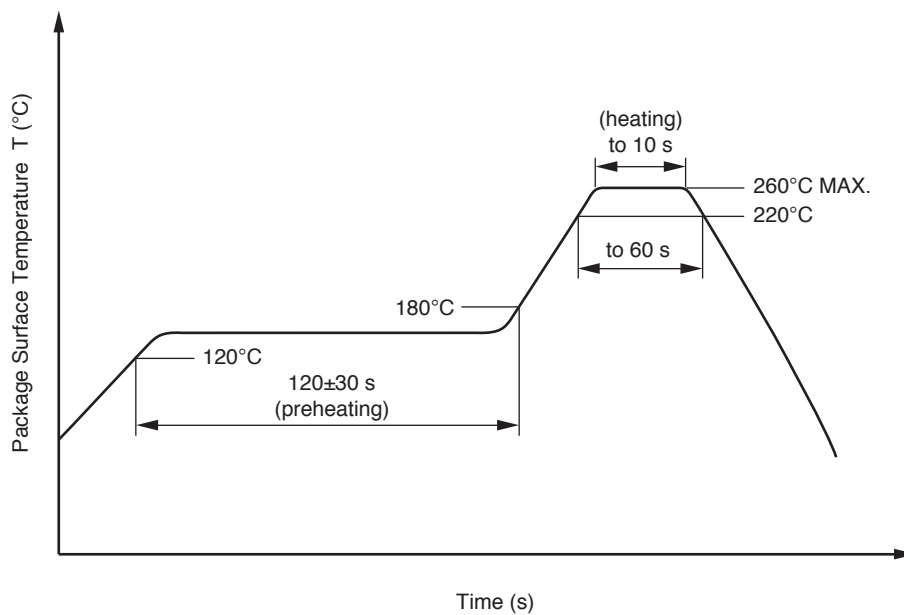 Package Surface Temperature T (°C)
(heating)
to 10 s
260°C MAX.
220°C
to 60 s
180°C
120°C
120±30 s
(preheating)
Time (s)